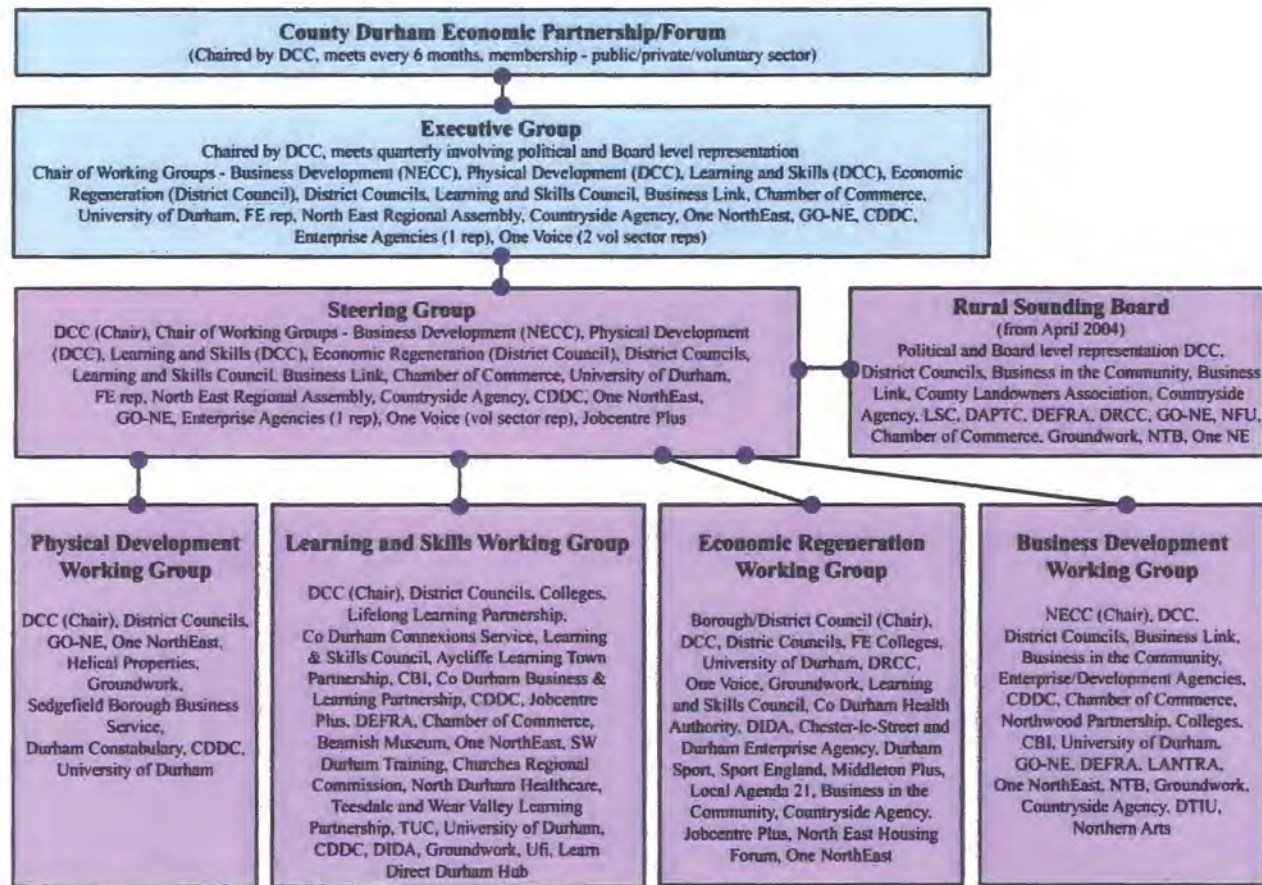 County Durham Economic Partnership/Forum
(Chaired by DCC, meets every 6 months, membership - public/private/voluntary sector)
Executive Group
Chaired by DCC, meets quarterly involving political and Board level representation
Chair of Working Groups - Business Development (NECC), Physical Development (DCC), Learning and Skills (DCC), Economic
Regeneration (District Council), District Councils, Learning and Skills Council, Business Link, Chamber of Commerce,
University of Durham, FE rep, North East Regional Assembly, Countryside Agency, One NorthEast, GO-NE, CDDC,
Enterprise Agencies (1 rep), One Voice (2 vol sector reps)
Steering Group
DCC (Chair), Chair of Working Groups - Business Development (NECC), Physical Development
(DCC), Learning and Skills (DCC), Economic Regeneration (District Council), District Councils,
Learning and Skills Council. Business Link, Chamber of Commerce, University of Durham,
FE rep, North East Regional Assembly, Countryside Agency, CDDC, One NorthEast,
GO-NE, Enterprise Agencies (1 rep), One Voice (vol sector rep), Jobcentre Plus
Rural Sounding Board
(from April 2004)
Political and Board level representation DCC,
District Councils, Business in the Community, Business
Link, County Landowners Association, Countryside
Agency, LSC, DAPTC, DEFRA, DRCC, GO-NE, NFU,
Chamber of Commerce, Groundwork, NTB, One NE
Physical Development
Working Group
DCC (Chair), District Councils,
GO-NE, One NorthEast,
Helical Properties,
Groundwork,
Sedgefield Borough Business
Service,
Durham Constabulary, CDDC,
University of Durham
Learning and Skills Working Group
DCC (Chair), District Councils, Colleges,
Lifelong Learning Partnership,
Co Durham Connexions Service, Learning
& Skills Council, Aycliffe Learning Town
Partnership, CBI, Co Durham Business &
Learning Partnership, CDDC, Jobcentre
Plus, DEFRA, Chamber of Commerce,
Beamish Museum, One NorthEast, SW
Durham Training, Churches Regional
Commission, North Durham Healthcare,
Teesdale and Wear Valley Learning
Partnership, TUC, University of Durham,
CDDC, DIDA, Groundwork, Ufi, Learn
Direct Durham Hub
Economic Regeneration
Working Group
Borough/District Council (Chair),
DCC, Distric Councils, FE Colleges,
University of Durham, DRCC,
One Voice, Groundwork, Learning
and Skills Council, Co Durham Health
Authority, DIDA, Chester-le-Street and
Durham Enterprise Agency, Durham
Sport, Sport England, Middleton Plus,
Local Agenda 21, Business in the
Community, Countryside Agency,
Jobcentre Plus, North East Housing
Forum, One NorthEast
Business Development
Working Group
NECC (Chair), DCC,
District Councils, Business Link,
Business in the Community,
Enterprise/Development Agencies,
CDDC, Chamber of Commerce,
Northwood Partnership, Colleges,
CBI, University of Durham,
GO-NE, DEFRA, LANTRA,
One NorthEast, NTB, Groundwork,
Countryside Agency, DTIU,
Northern Arts